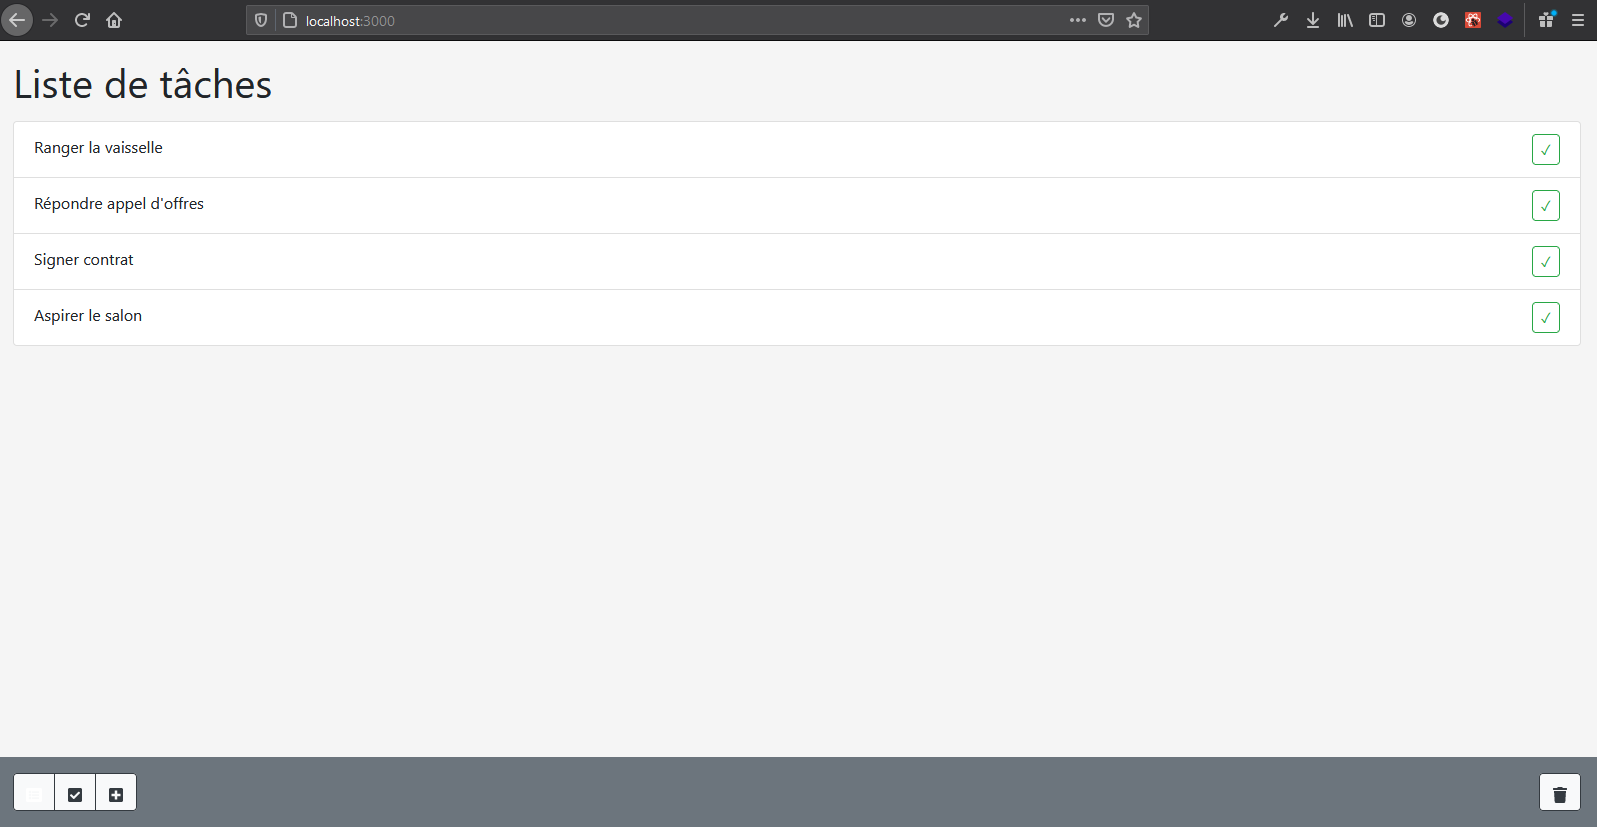 localhost:3000
Liste de tâches
Ranger la vaisselle
Répondre appel d'offres
Signer contrat
Aspirer le salon